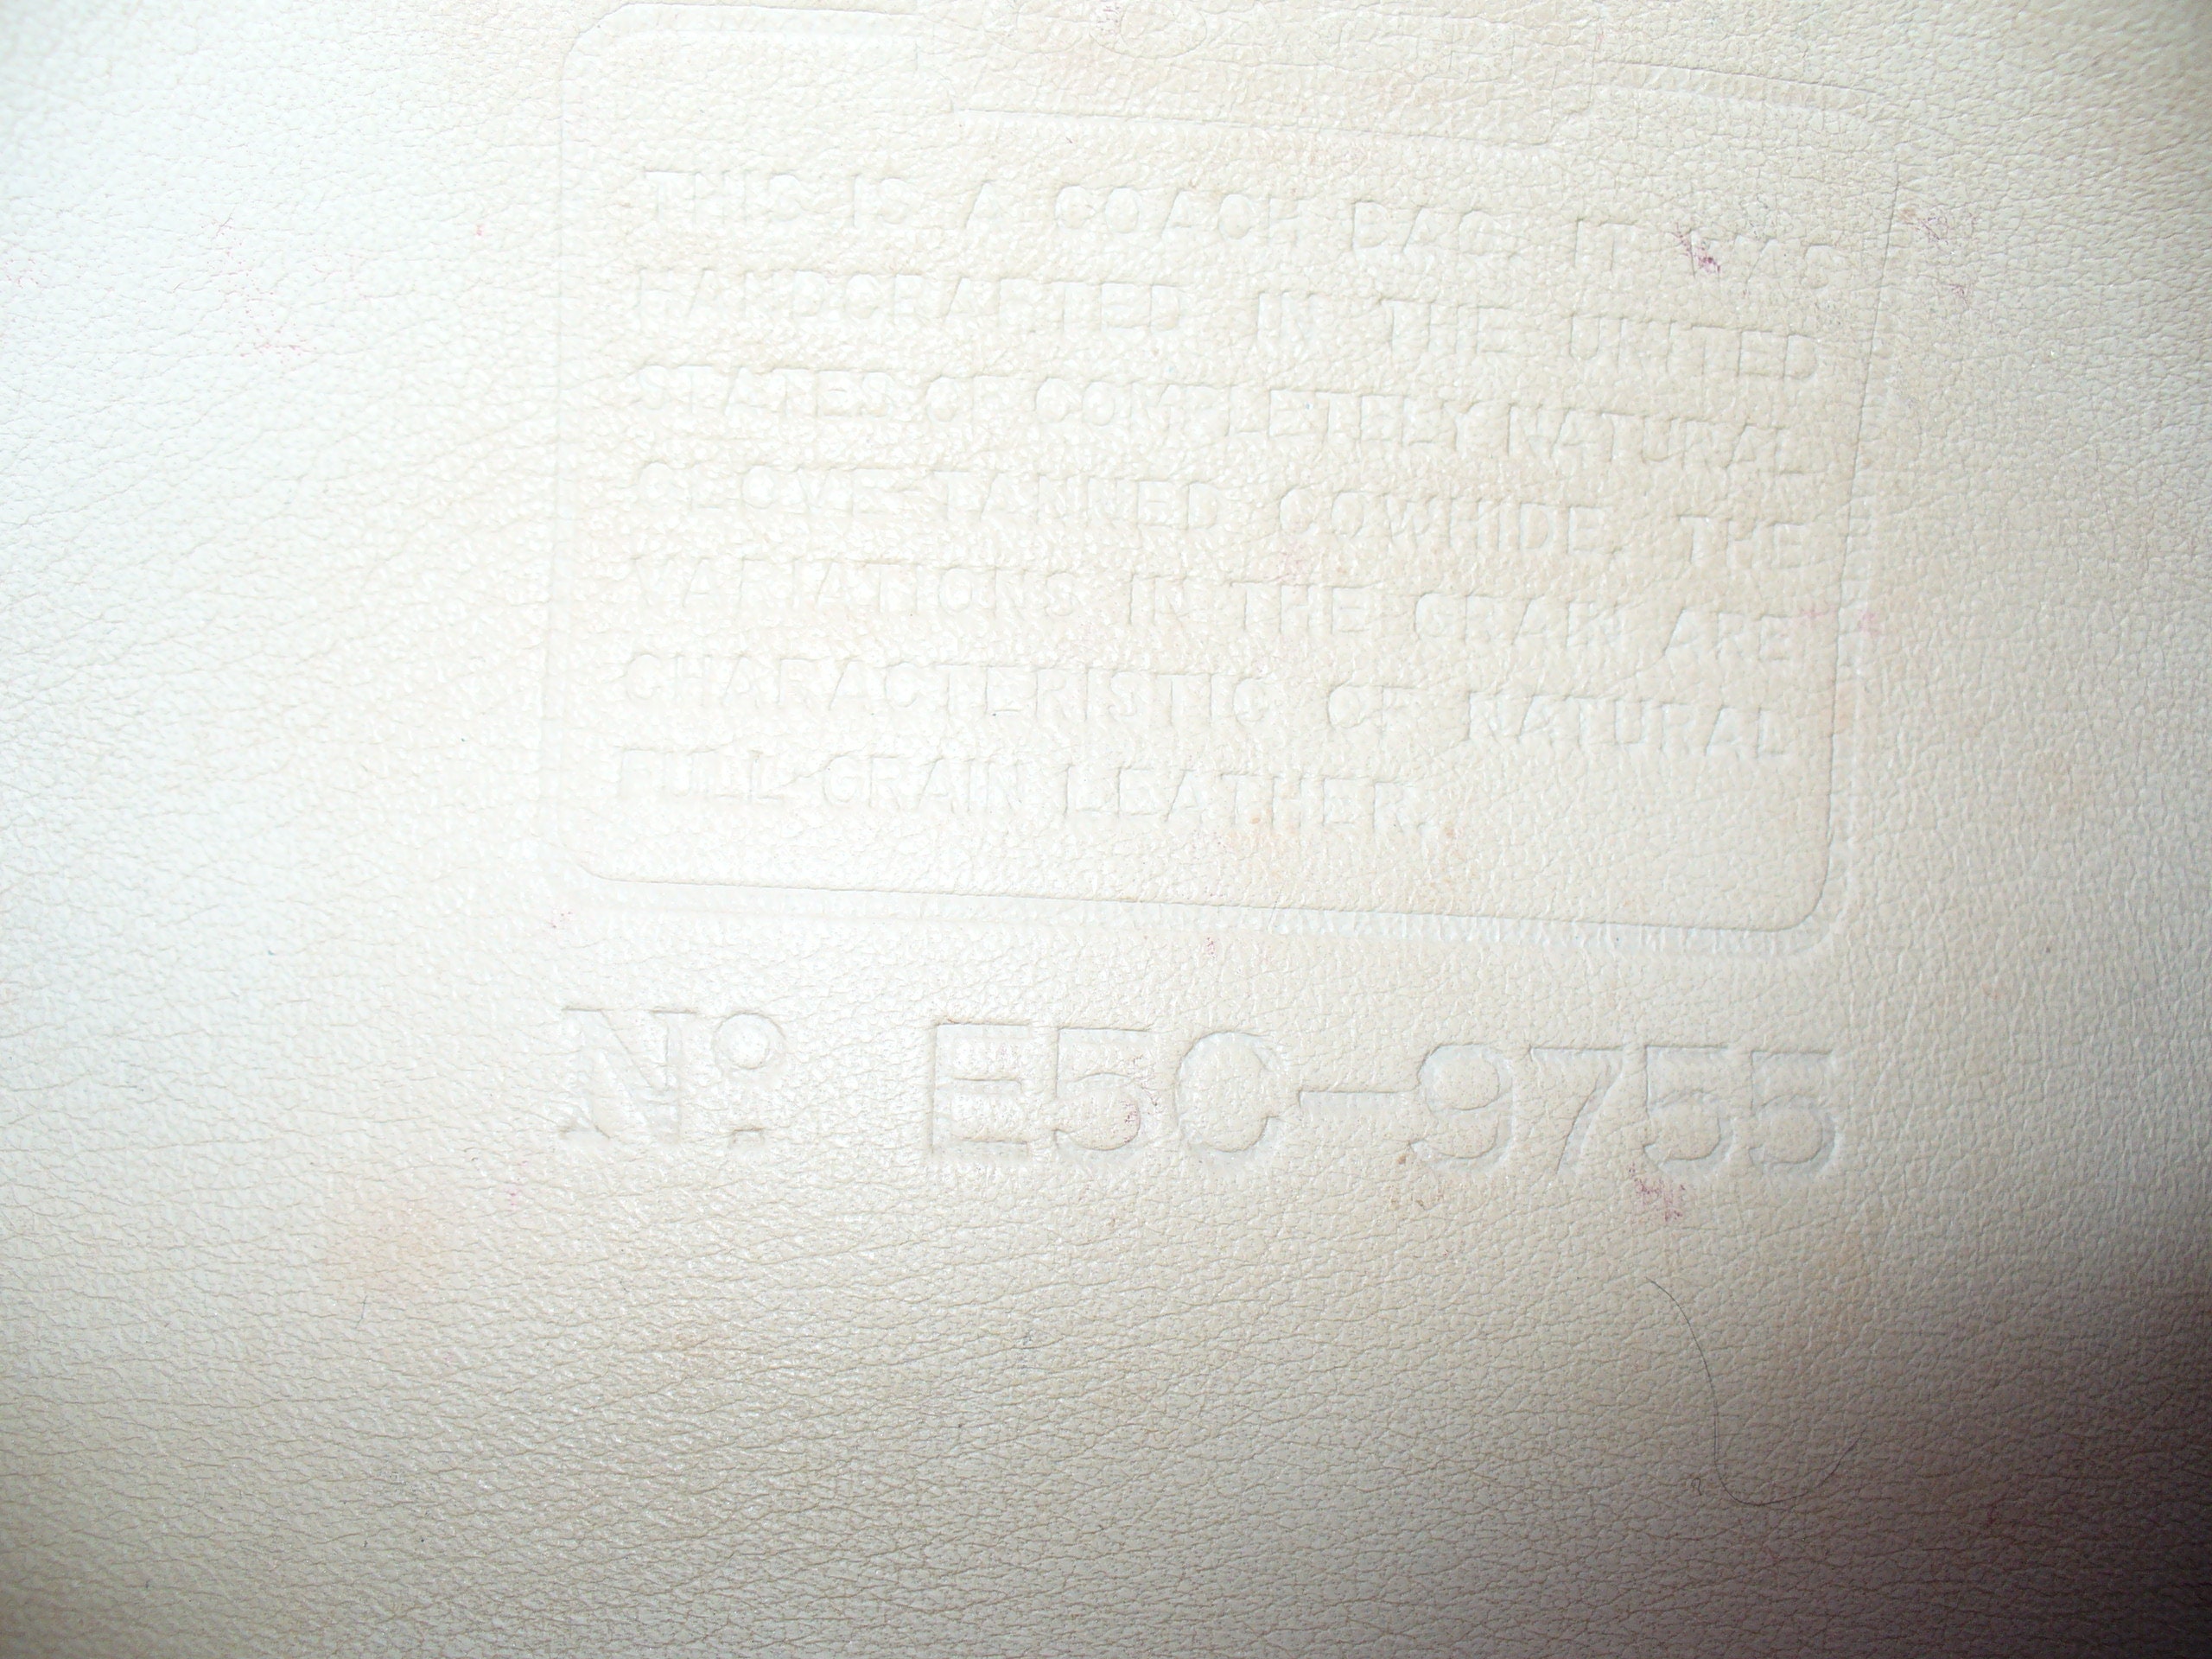 THIS IS A COACH BAG. IT WAS
HANDCRAFTED IN THE UNITED
STATES OF COMPLETELY NATURAL
GLOVE TANNED COWHIDE. THE
VARIATIONS IN THE GRAIN ARE
CHARACTERISTIC OF NATURAL
FULL GRAIN LEATHER.
Nº E5C-9755